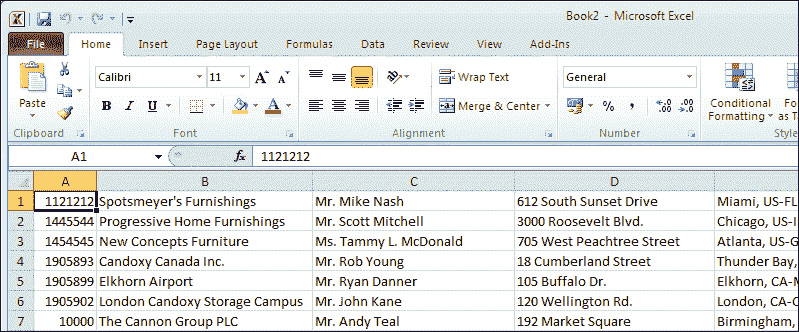 Book2 - Microsoft Excel
File Home Insert Page Layout Formulas Data Review View Add-Ins
Calibri 11 A A Wrap Text General
Paste B I U A Merge & Center $ % , .0 .00 .00 .0 Conditional Formatting
Clipboard Font Alignment Number
A1 fx 1121212
A B C D
1 1121212 Spotsmeyer's Furnishings Mr. Mike Nash 612 South Sunset Drive Miami, US-FL
2 1445544 Progressive Home Furnishings Mr. Scott Mitchell 3000 Roosevelt Blvd. Chicago, US-I
3 1454545 New Concepts Furniture Ms. Tammy L. McDonald 705 West Peachtree Street Atlanta, US-G
4 1905893 Candoxy Canada Inc. Mr. Rob Young 18 Cumberland Street Thunder Bay,
5 1905899 Elkhorn Airport Mr. Ryan Danner 105 Buffalo Dr. Elkhorn, CA-M
6 1905902 London Candoxy Storage Campus Mr. John Kane 120 Wellington Rd. London, CA-O
7 10000 The Cannon Group PLC Mr. Andy Teal 192 Market Square Birmingham,